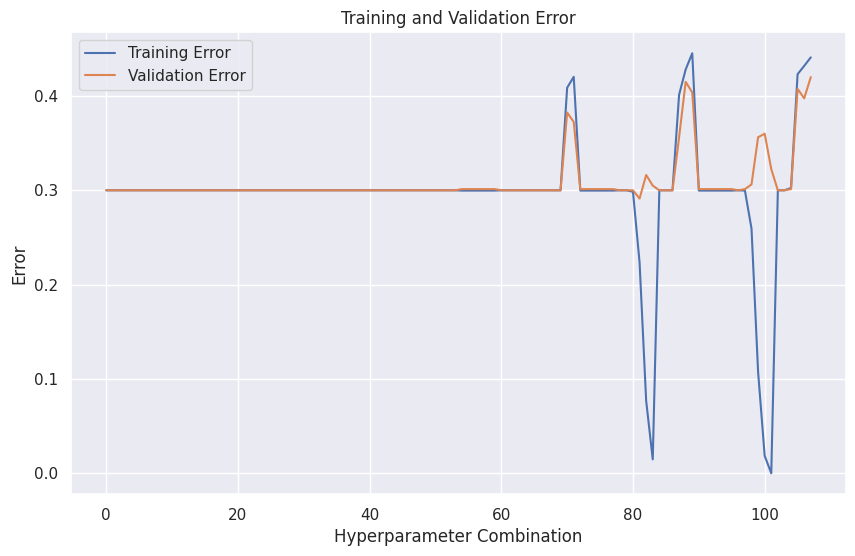 Training and Validation Error
Training Error
Validation Error
Error
0.4
0.3
0.2
0.1
0.0
0 20 40 60 80 100
Hyperparameter Combination